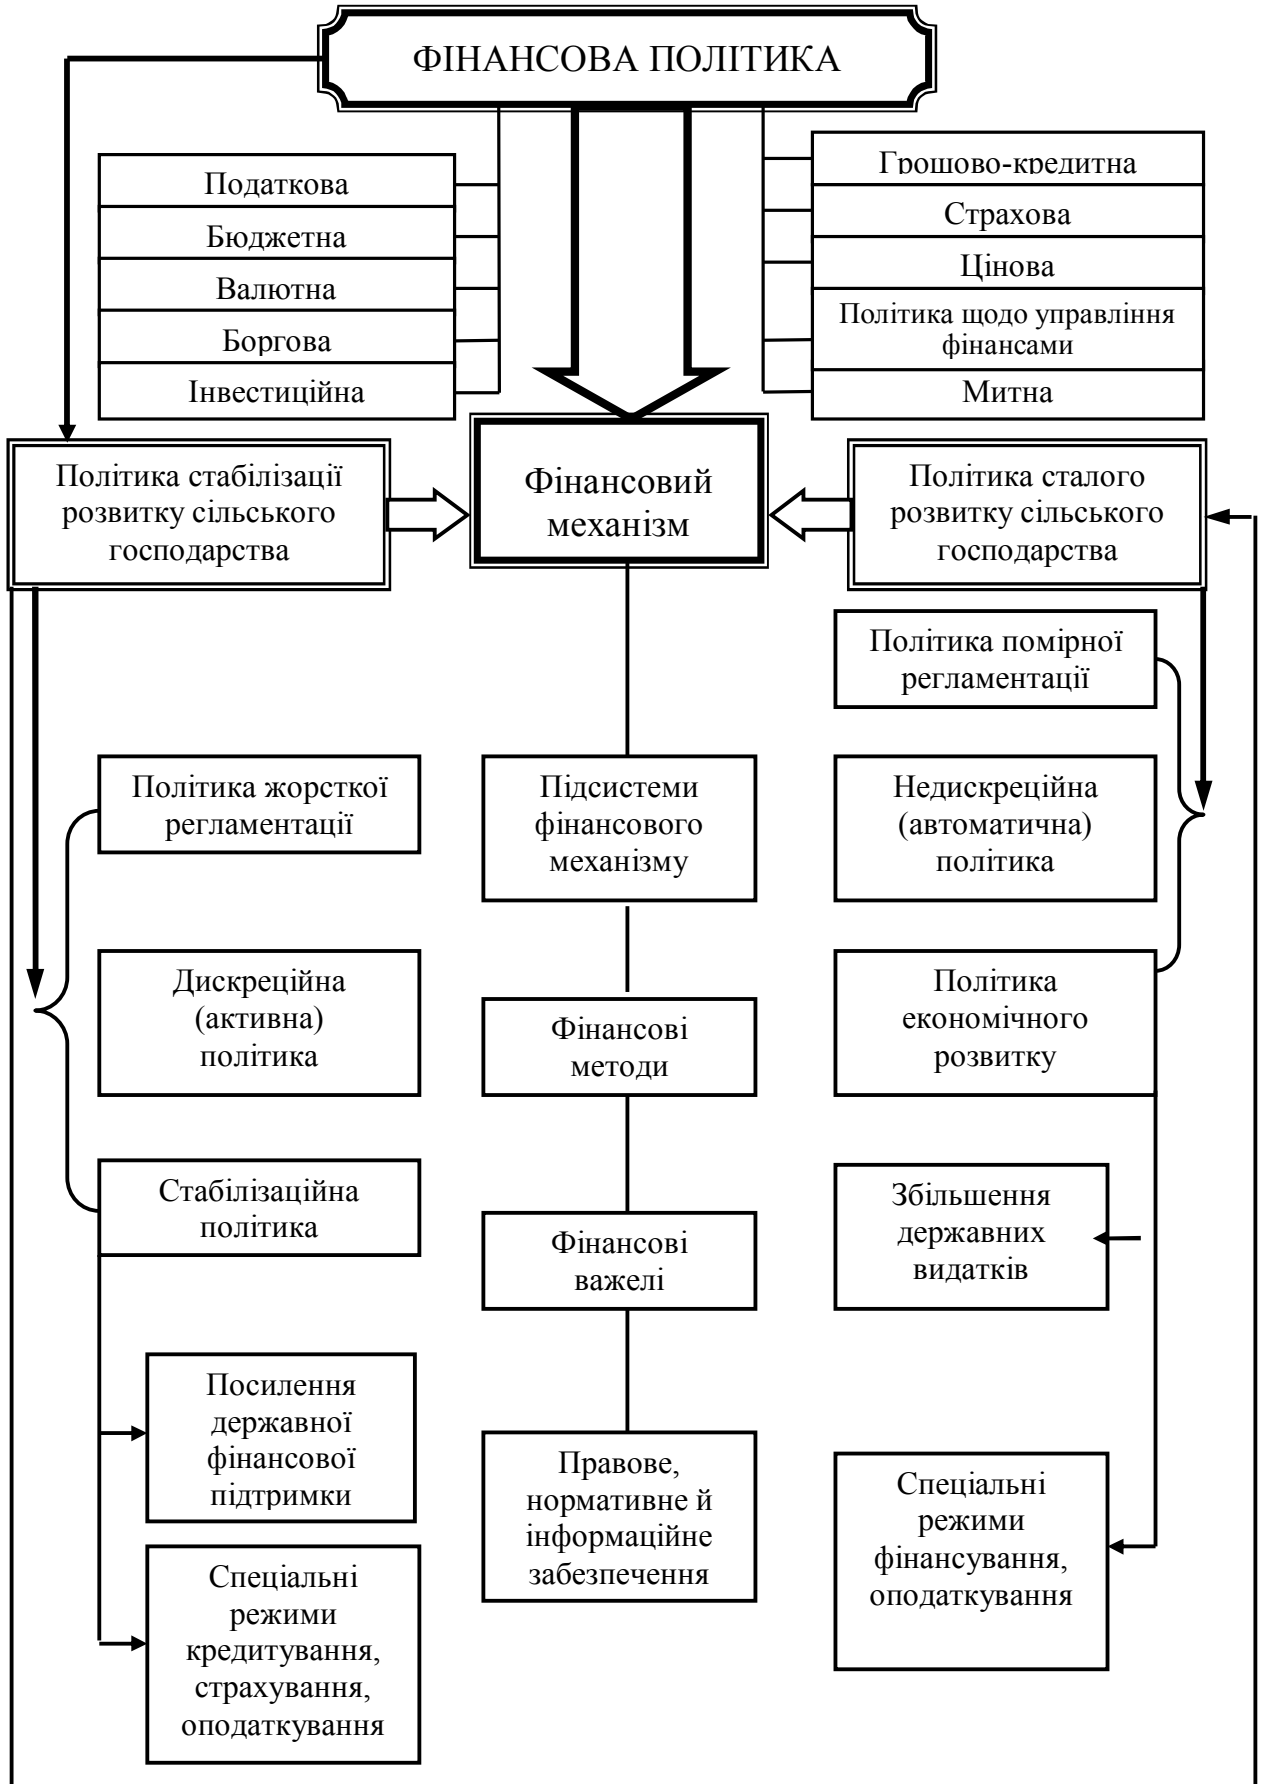 ФІНАНСОВА ПОЛІТИКА
Податкова
Бюджетна
Валютна
Боргова
Інвестиційна
Грошово-кредитна
Страхова
Цінова
Політика щодо управління
фінансами
Митна
Політика стабілізації
розвитку сільського
господарства
Фінансовий
механізм
Політика сталого
розвитку сільського
господарства
Політика помірної
регламентації
Політика жорсткої
регламентації
Підсистеми
фінансового
механізму
Недискреційна
(автоматична)
політика
Дискреційна
(активна)
політика
Фінансові
методи
Політика
економічного
розвитку
Стабілізаційна
політика
Фінансові
важелі
Збільшення
державних
видатків
Посилення
державної
фінансової
підтримки
Правове,
нормативне й
інформаційне
забезпечення
Спеціальні
режими
фінансування,
оподаткування
Спеціальні
режими
кредитування,
страхування,
оподаткування